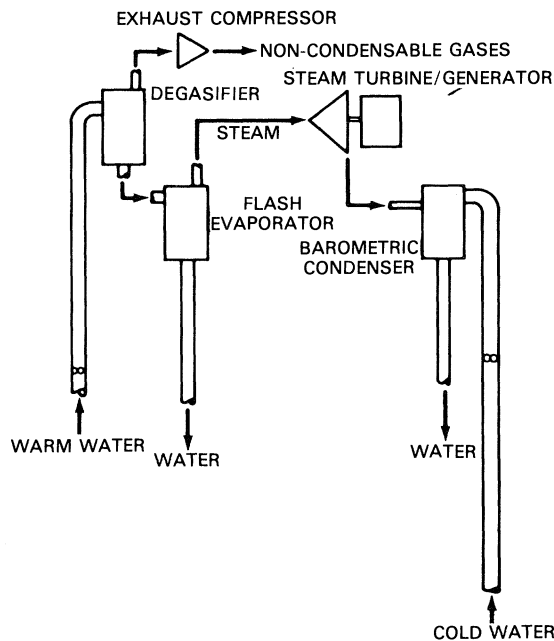 EXHAUST COMPRESSOR
NON-CONDENSABLE GASES
STEAM TURBINE/GENERATOR
DEGASIFIER
STEAM
FLASH
EVAPORATOR
BAROMETRIC
CONDENSER
WARM WATER
WATER
WATER
COLD WATER